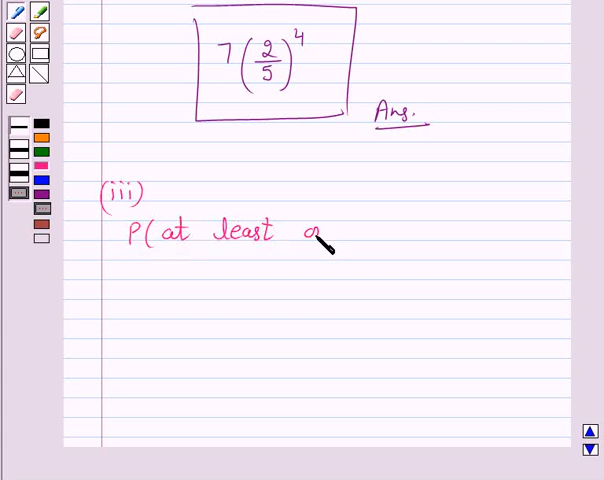 7(2/5)^4
Ans.
(iii)
P( at least o